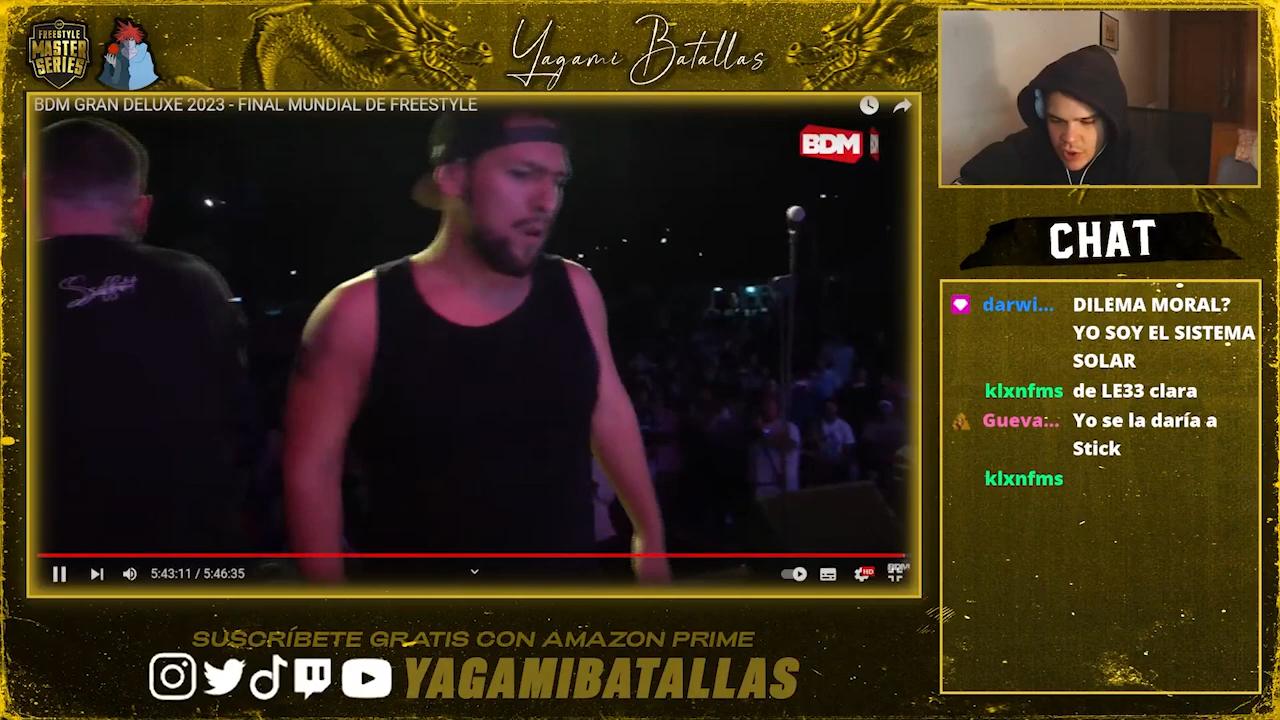 FREESTYLE
MASTER
SERIES
Yagami Batallas
BDM GRAN DELUXE 2023 - FINAL MUNDIAL DE FREESTYLE
BDM
CHAT
darwi... DILEMA MORAL?
YO SOY EL SISTEMA
SOLAR
klxnfms de LE33 clara
Gueva:.. Yo se la daría a
Stick
klxnfms
5:43:11 / 5:46:35
HD
SUSCRÍBETE GRATIS CON AMAZON PRIME
YAGAMIBATALLAS